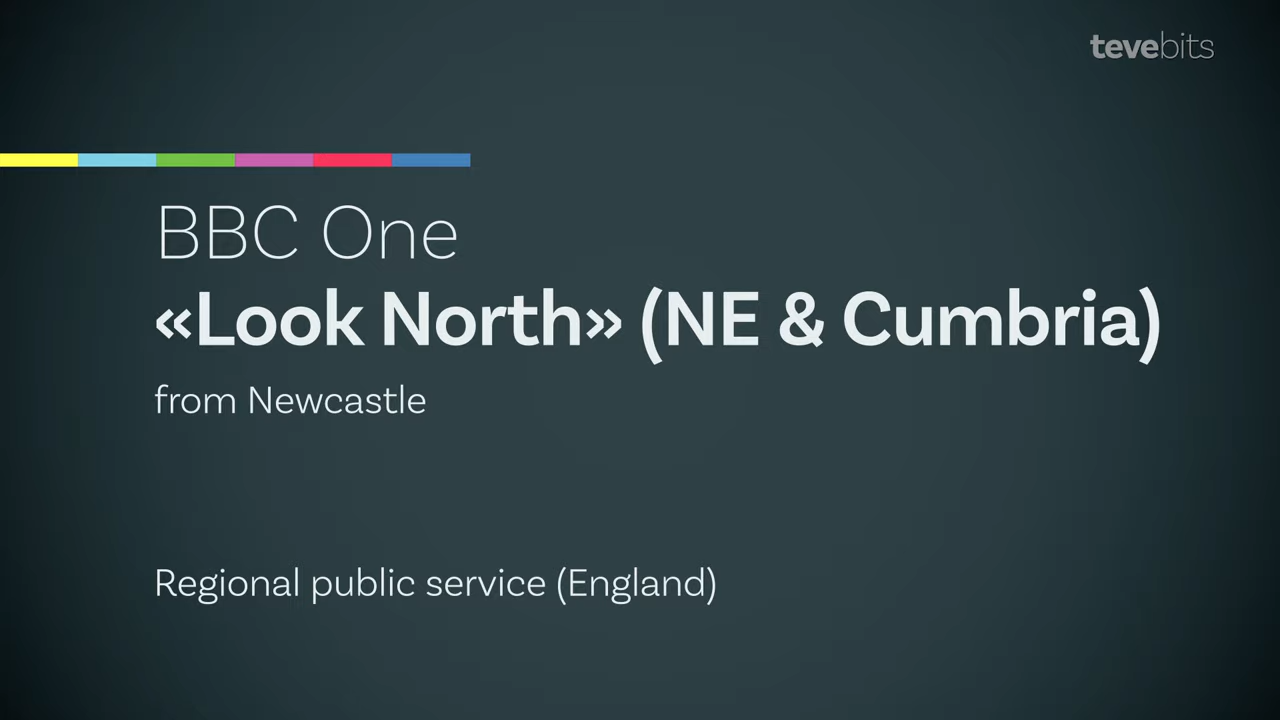 tevebits
BBC One
«Look North» (NE & Cumbria)
from Newcastle
Regional public service (England)